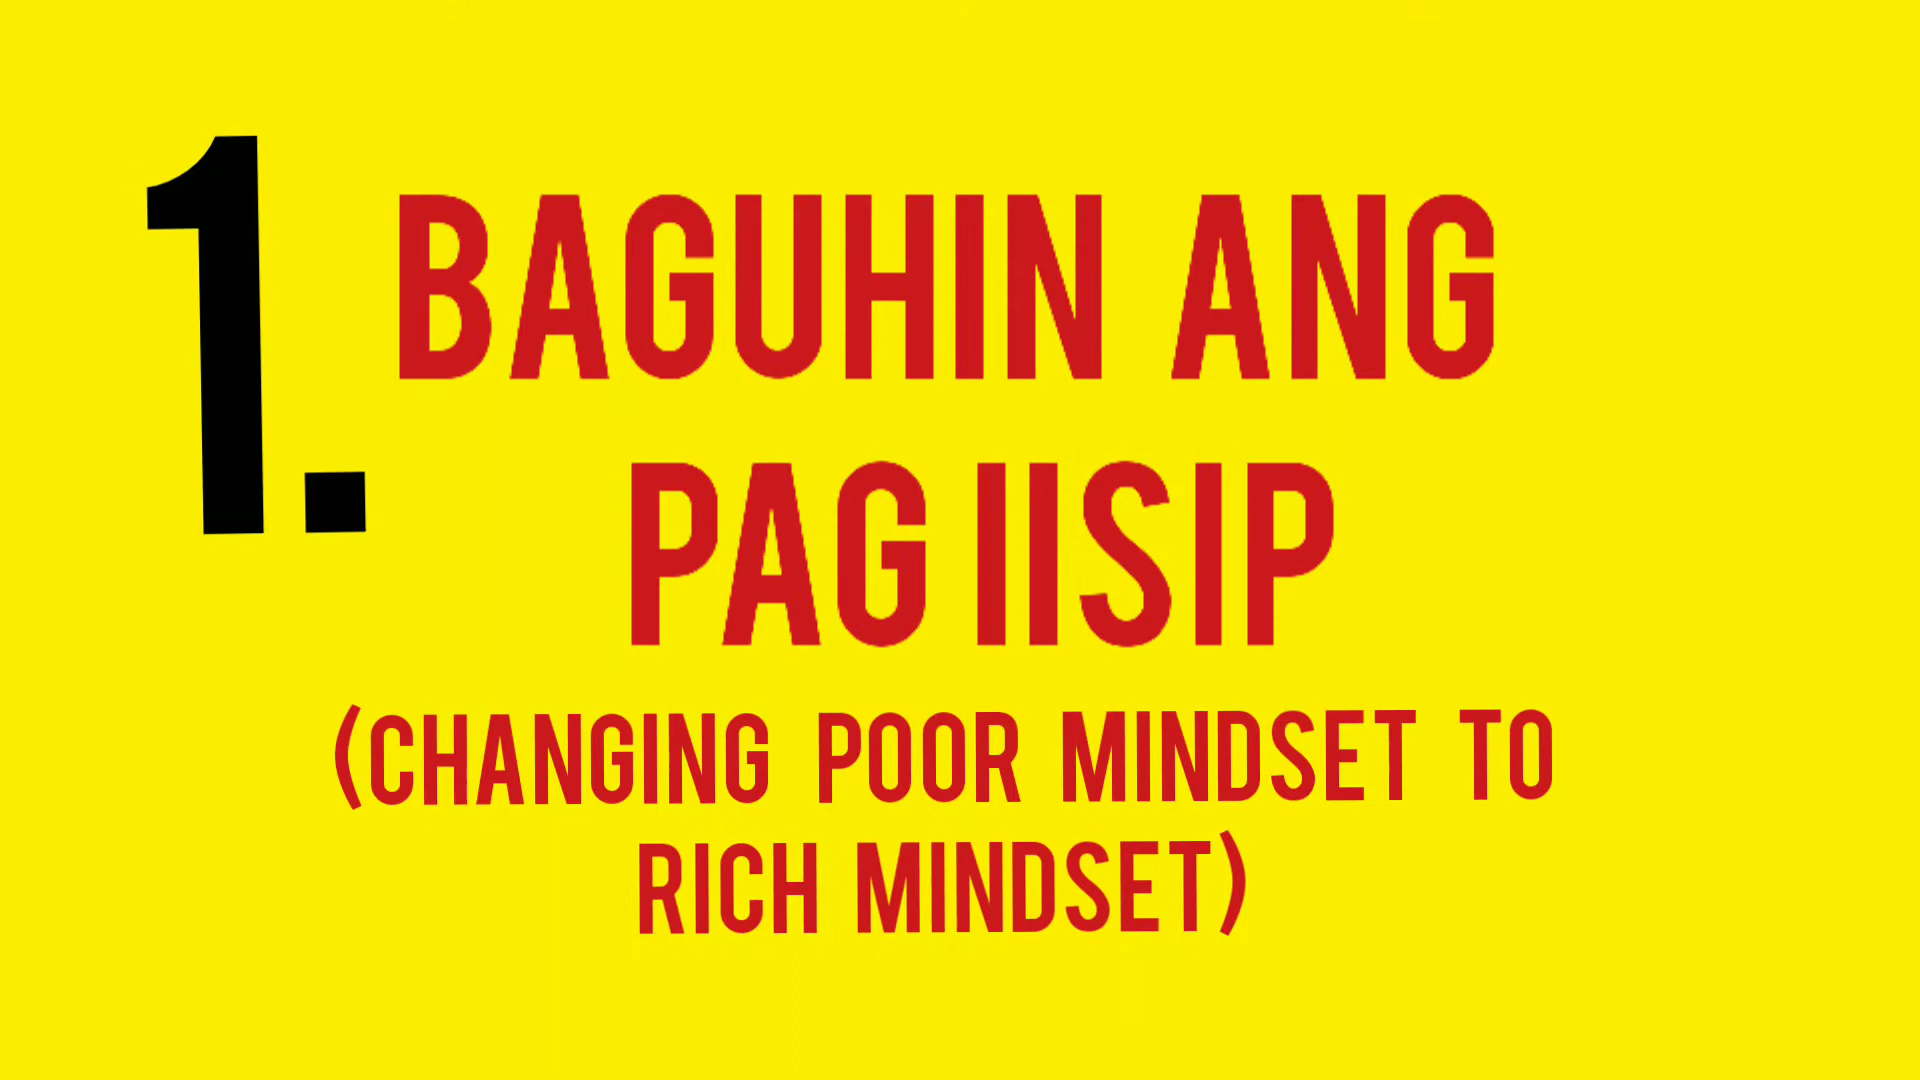 1. BAGUHIN ANG
PAG IISIP
(CHANGING POOR MINDSET TO
RICH MINDSET)